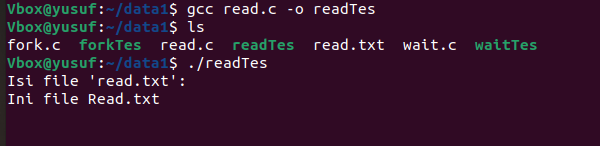 Vbox@yusuf:~/data1$ gcc read.c -o readTes
Vbox@yusuf:~/data1$ ls
fork.c  forkTes  read.c  readTes  read.txt  wait.c  waitTes
Vbox@yusuf:~/data1$ ./readTes
Isi file 'read.txt':
Ini file Read.txt